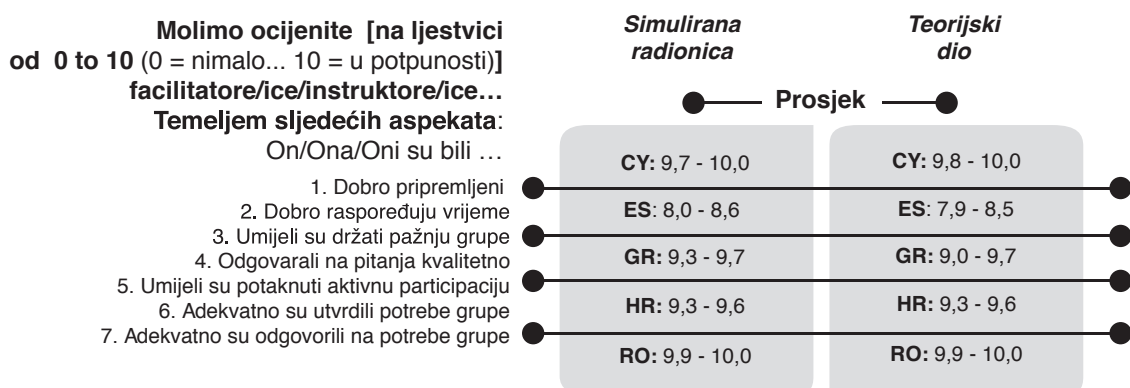 Molimo ocijenite [na ljestvici
od 0 to 10 (0 = nimalo... 10 = u potpunosti)]
facilitatore/ice/instruktore/ice…
Temeljem sljedećih aspekata:
On/Ona/Oni su bili …
1. Dobro pripremljeni
2. Dobro raspoređuju vrijeme
3. Umijeli su držati pažnju grupe
4. Odgovarali na pitanja kvalitetno
5. Umijeli su potaknuti aktivnu participaciju
6. Adekvatno su utvrdili potrebe grupe
7. Adekvatno su odgovorili na potrebe grupe
Simulirana
radionica
Teorijski
dio
Prosjek
CY: 9,7 - 10,0
ES: 8,0 - 8,6
GR: 9,3 - 9,7
HR: 9,3 - 9,6
RO: 9,9 - 10,0
CY: 9,8 - 10,0
ES: 7,9 - 8,5
GR: 9,0 - 9,7
HR: 9,3 - 9,6
RO: 9,9 - 10,0